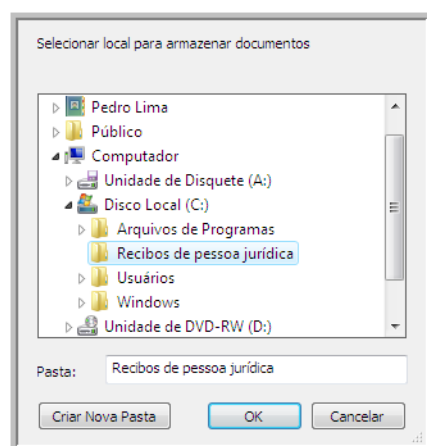 Selecionar local para armazenar documentos
Pedro Lima
Público
Computador
Unidade de Disquete (A:)
Disco Local (C:)
Arquivos de Programas
Recibos de pessoa jurídica
Usuários
Windows
Unidade de DVD-RW (D:)
Pasta: Recibos de pessoa jurídica
Criar Nova Pasta OK Cancelar